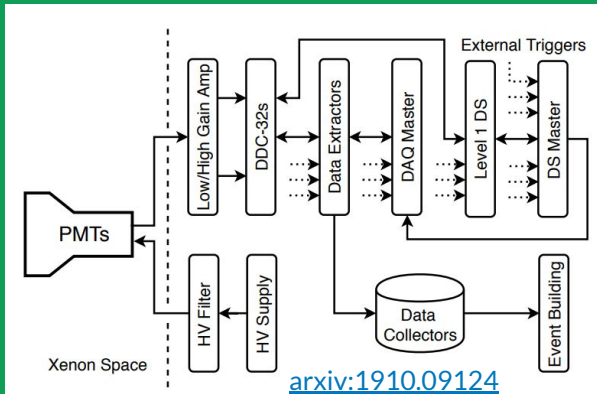 External Triggers
Low/High Gain Amp
DDC-32s
Data Extractors
DAQ Master
Level 1 DS
DS Master
PMTs
HV Filter
HV Supply
Data
Collectors
Event Building
Xenon Space
arxiv:1910.09124